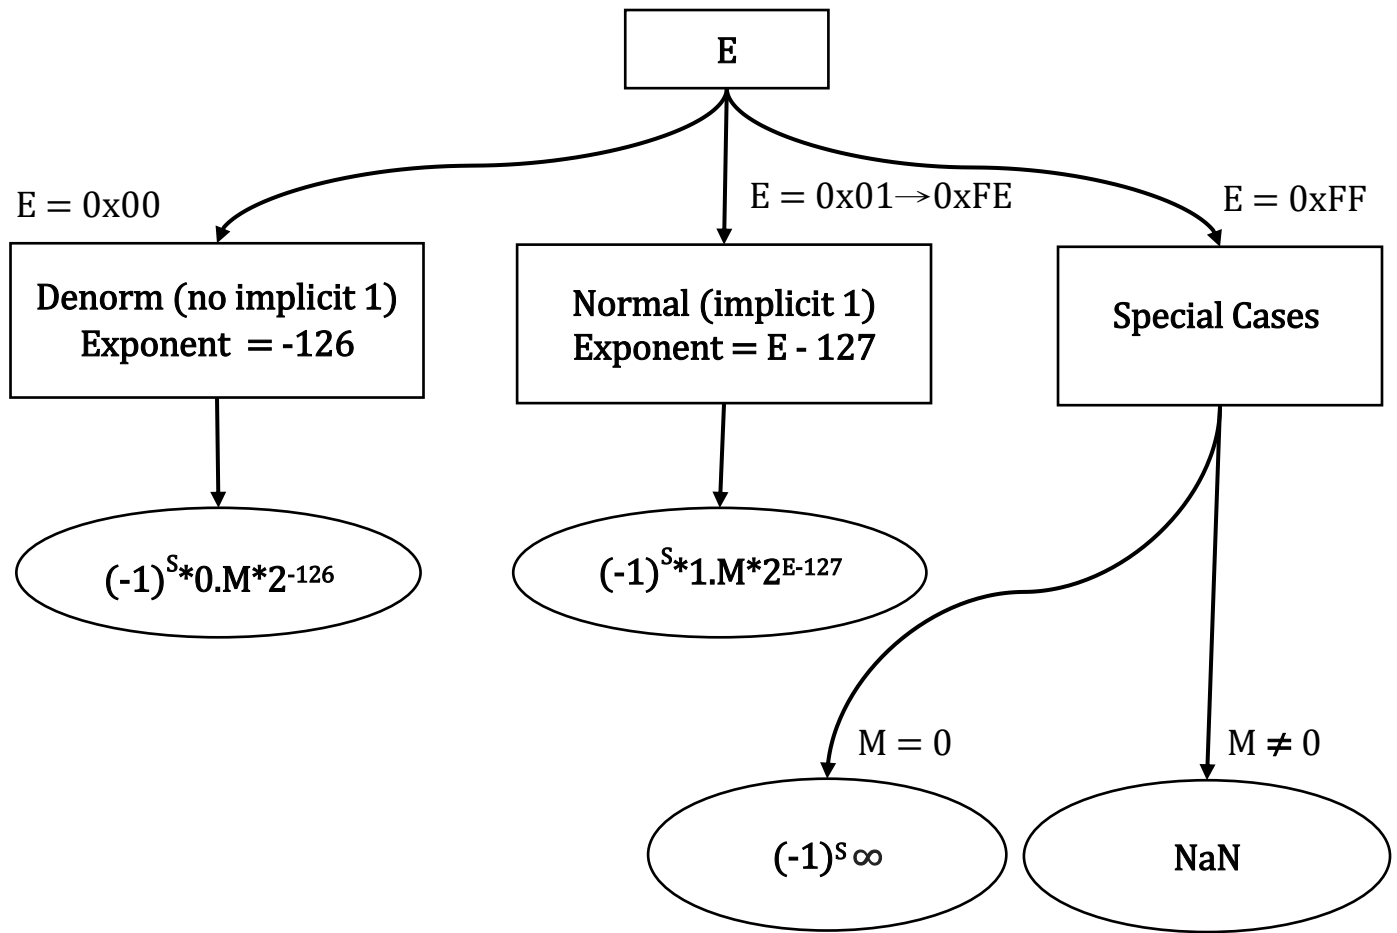 E
E = 0x00
E = 0x01→0xFE
E = 0xFF
Denorm (no implicit 1)
Exponent = -126
Normal (implicit 1)
Exponent = E - 127
Special Cases
(-1)ˢ*0.M*2⁻¹²⁶
(-1)ˢ*1.M*2ᴱ⁻¹²⁷
M = 0
M ≠ 0
(-1)ˢ∞
NaN